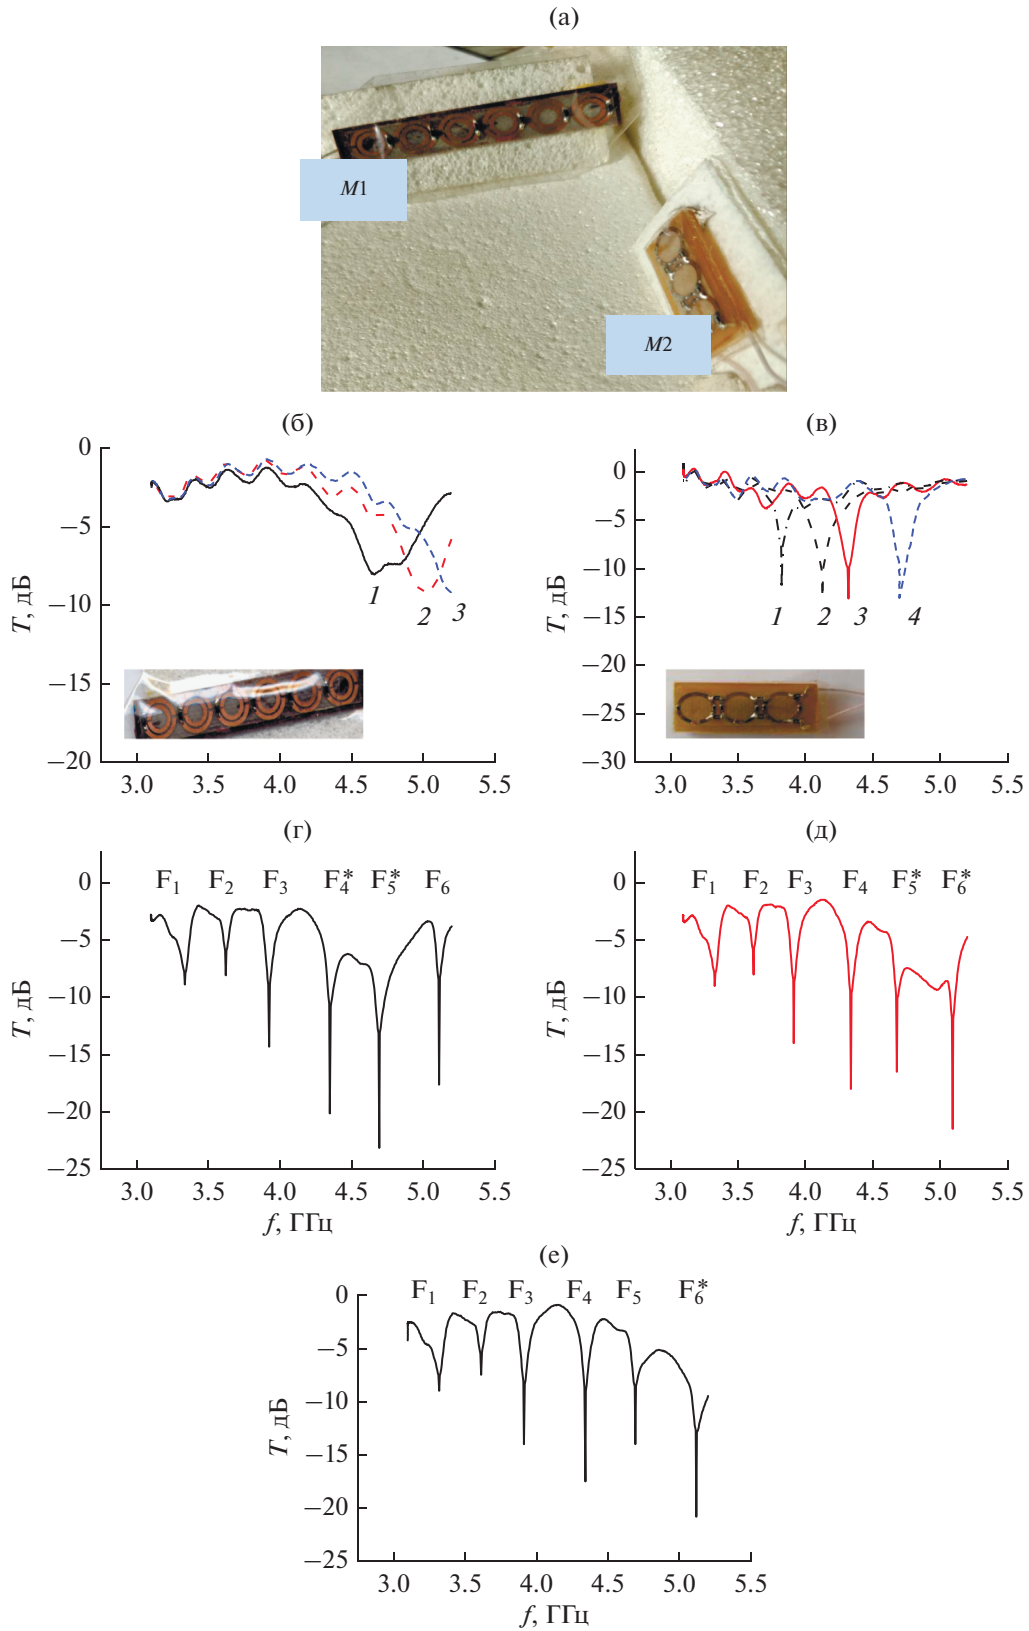 (а)
M1
M2
(б)
0
−5
−10
−15
−20
T, дБ
1
2
3
3.0 3.5 4.0 4.5 5.0 5.5
(в)
0
−5
−10
−15
−20
−25
−30
T, дБ
1 2 3 4
3.0 3.5 4.0 4.5 5.0 5.5
(г)
F1 F2 F3 F4* F5* F6
0
−5
−10
−15
−20
−25
T, дБ
3.0 3.5 4.0 4.5 5.0 5.5
f, ГГц
(д)
F1 F2 F3 F4 F5* F6*
0
−5
−10
−15
−20
−25
T, дБ
3.0 3.5 4.0 4.5 5.0 5.5
f, ГГц
(е)
F1 F2 F3 F4 F5 F6*
0
−5
−10
−15
−20
−25
T, дБ
3.0 3.5 4.0 4.5 5.0 5.5
f, ГГц